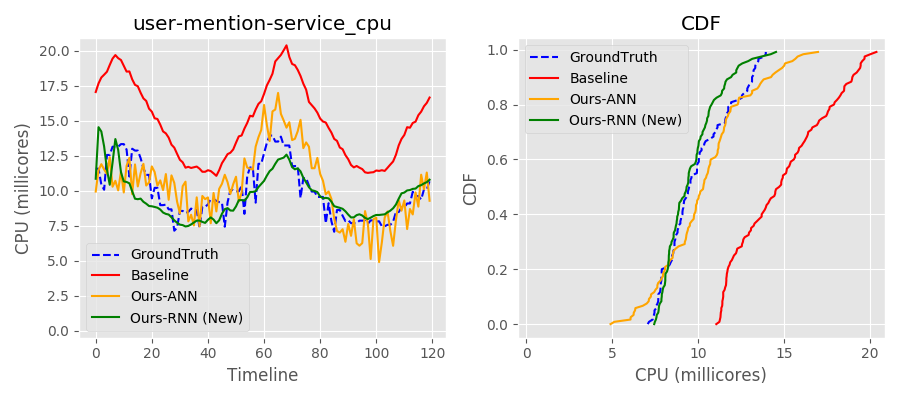 user-mention-service_cpu
CPU (millicores)
20.0
17.5
15.0
12.5
10.0
7.5
5.0
2.5
0.0
GroundTruth
Baseline
Ours-ANN
Ours-RNN (New)
0
20
40
60
80
100
120
Timeline
CDF
CDF
1.0
0.8
0.6
0.4
0.2
0.0
GroundTruth
Baseline
Ours-ANN
Ours-RNN (New)
0
5
10
15
20
CPU (millicores)